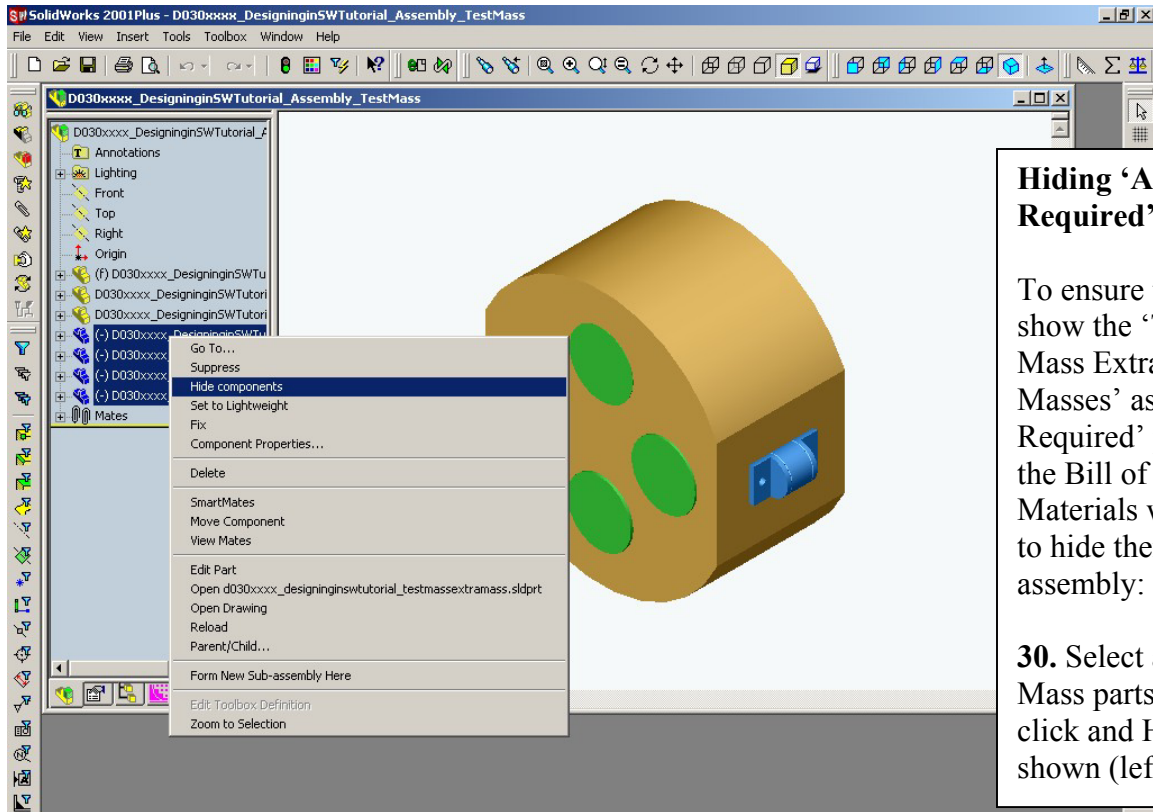 SolidWorks 2001Plus - D030xxxx_DesigninginSWTutorial_Assembly_TestMass
File Edit View Insert Tools Toolbox Window Help
D030xxxx_DesigninginSWTutorial_Assembly_TestMass
D030xxxx_DesigninginSWTutorial_A
Annotations
Lighting
Front
Top
Right
Origin
(f) D030xxxx_DesigninginSWTu
D030xxxx_DesigninginSWTutori
D030xxxx_DesigninginSWTutori
(-) D030xxxx_DesigninginSWTu
(-) D030xxxx
(-) D030xxxx
(-) D030xxxx
Mates
Go To...
Suppress
Hide components
Set to Lightweight
Fix
Component Properties...
Delete
SmartMates
Move Component
View Mates
Edit Part
Open d030xxxx_designinginswtutorial_testmassextramass.sldprt
Open Drawing
Reload
Parent/Child...
Form New Sub-assembly Here
Edit Toolbox Definition
Zoom to Selection
Hiding ‘A
Required’
To ensure
show the ‘
Mass Extra
Masses’ as
Required’
the Bill of
Materials
to hide the
assembly:
30. Select
Mass parts
click and H
shown (lef